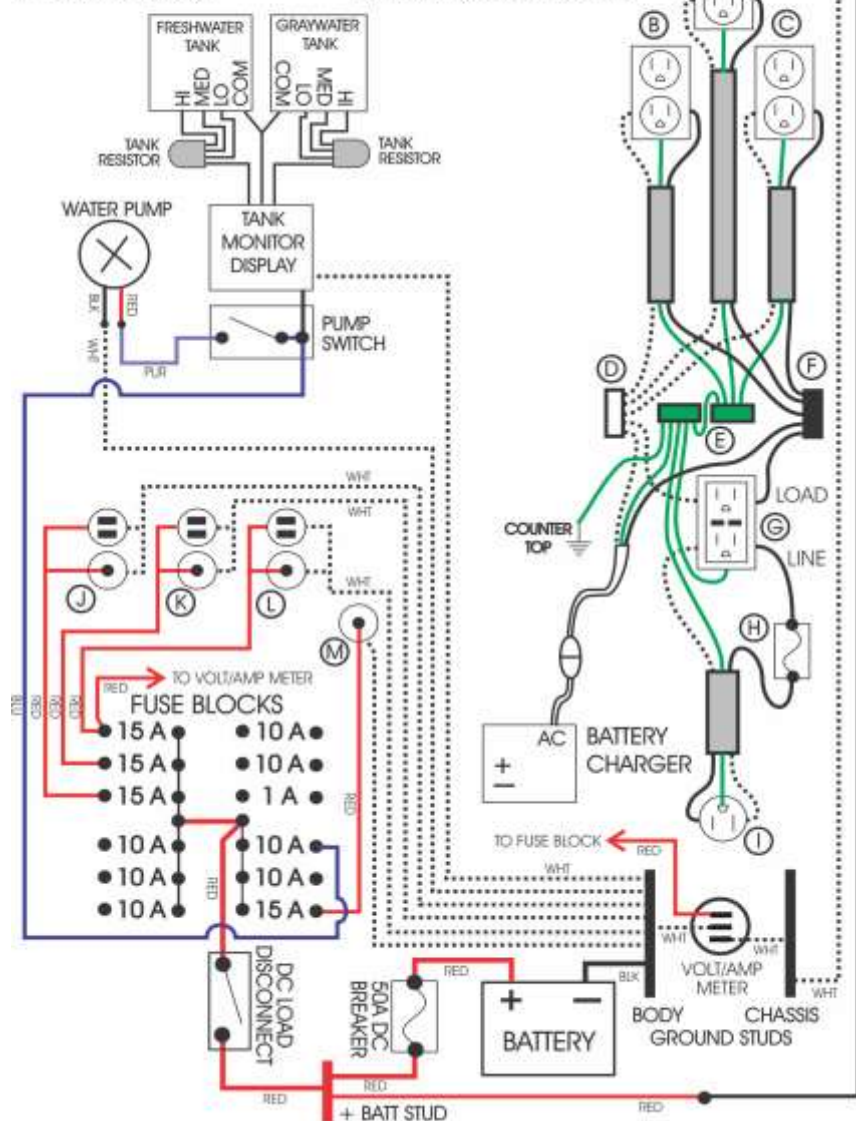 FRESHWATER
TANK
GRAYWATER
TANK
HI
MED
LO
COM
COM
LO
MED
HI
TANK
RESISTOR
TANK
RESISTOR
WATER PUMP
TANK
MONITOR
DISPLAY
BLK
RED
WHT
PUR
PUMP
SWITCH
B
C
D
E
F
LOAD
G
LINE
COUNTER
TOP
H
WHT
WHT
WHT
J
K
L
M
BLU
RED
RED
RED
RED
TO VOLT/AMP METER
FUSE BLOCKS
15 A
10 A
15 A
10 A
15 A
1 A
10 A
10 A
10 A
10 A
10 A
15 A
RED
RED
AC
+
−
BATTERY
CHARGER
I
TO FUSE BLOCK
RED
WHT
WHT
WHT
VOLT/AMP
METER
WHT
BODY
CHASSIS
GROUND STUDS
BLK
DC LOAD
DISCONNECT
50A DC
BREAKER
RED
+
−
BATTERY
RED
RED
RED
+ BATT STUD